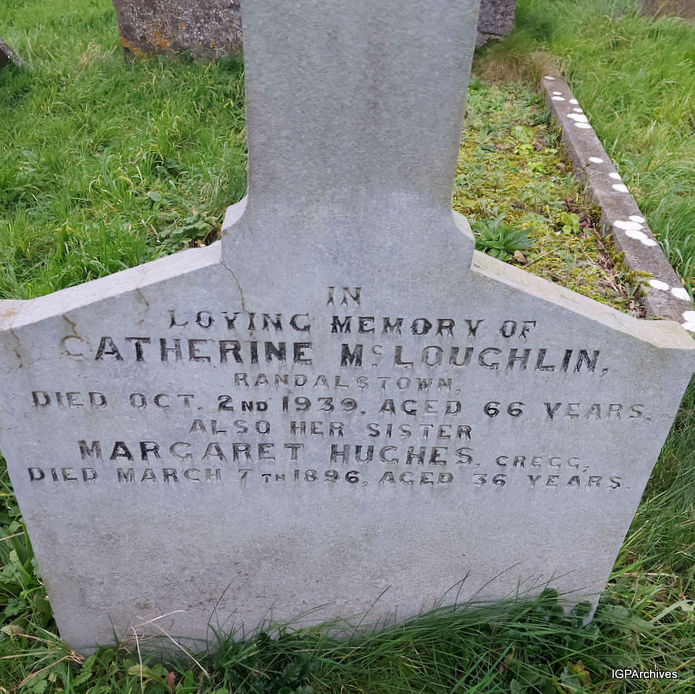 IN
LOVING MEMORY OF
CATHERINE McLOUGHLIN,
RANDALSTOWN,
DIED OCT. 2ND 1939, AGED 66 YEARS.
ALSO HER SISTER
MARGARET HUGHES, CREGG,
DIED MARCH 7TH 1896, AGED 36 YEARS.
IGPArchives